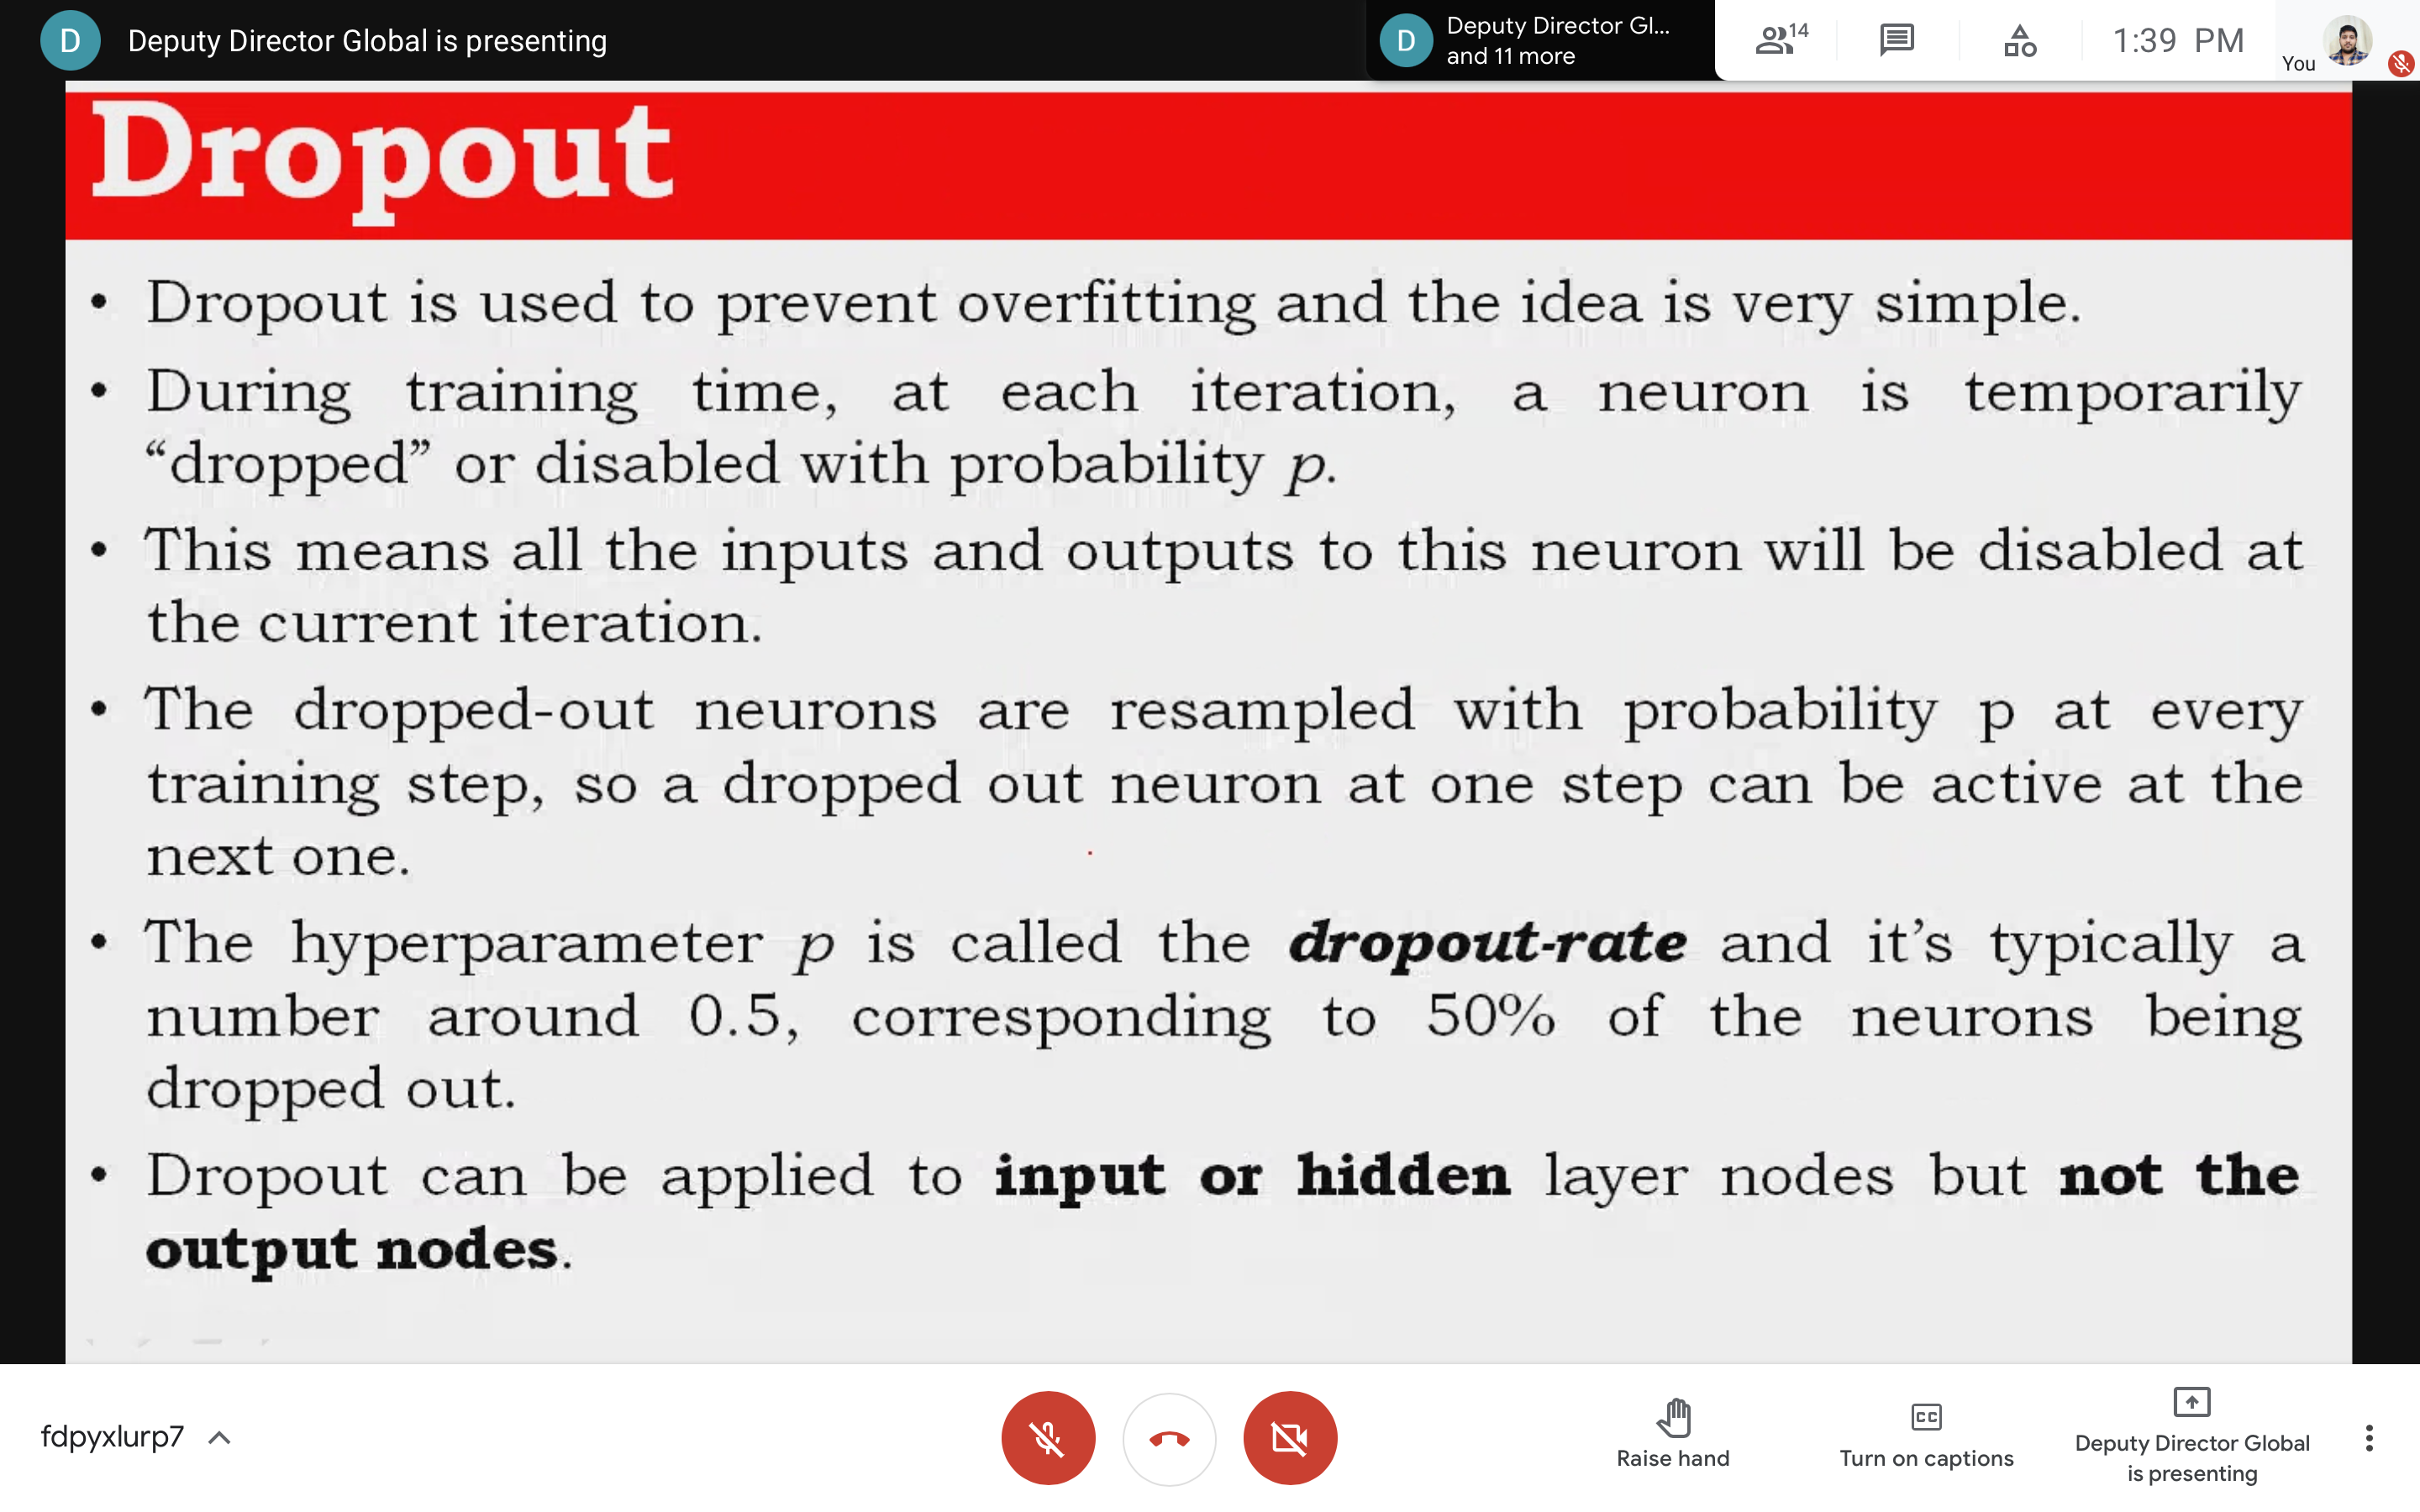 D Deputy Director Global is presenting
D Deputy Director Gl...
and 11 more
14
1:39 PM
You
Dropout
• Dropout is used to prevent overfitting and the idea is very simple.
• During training time, at each iteration, a neuron is temporarily
“dropped” or disabled with probability p.
• This means all the inputs and outputs to this neuron will be disabled at
the current iteration.
• The dropped-out neurons are resampled with probability p at every
training step, so a dropped out neuron at one step can be active at the
next one.
• The hyperparameter p is called the dropout-rate and it’s typically a
number around 0.5, corresponding to 50% of the neurons being
dropped out.
• Dropout can be applied to input or hidden layer nodes but not the
output nodes.
fdpyxlurp7
Raise hand
CC
Turn on captions
Deputy Director Global
is presenting